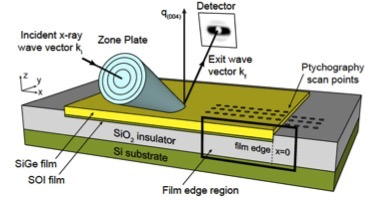 Detector
q(004)
Incident x-ray
wave vector ki
Zone Plate
Exit wave
vector kf
Ptychography
scan points
z
y
x
SiO2 insulator
Si substrate
film edge
x=0
SiGe film
SOI film
Film edge region